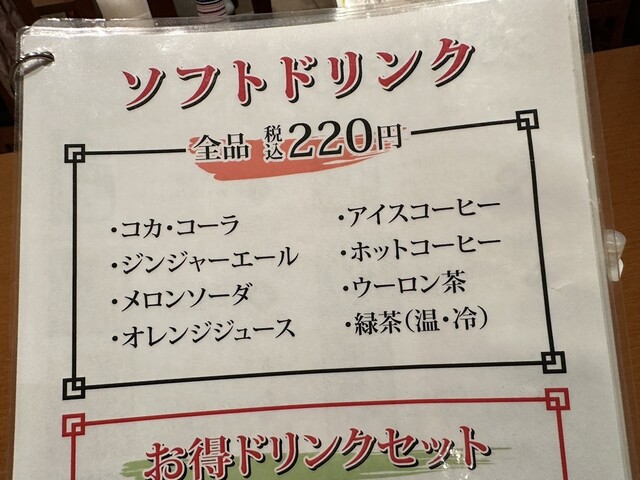 ソフトドリンク
全品 税込220円
・コカ・コーラ
・ジンジャーエール
・メロンソーダ
・オレンジジュース
・アイスコーヒー
・ホットコーヒー
・ウーロン茶
・緑茶(温・冷)
お得ドリンクセット